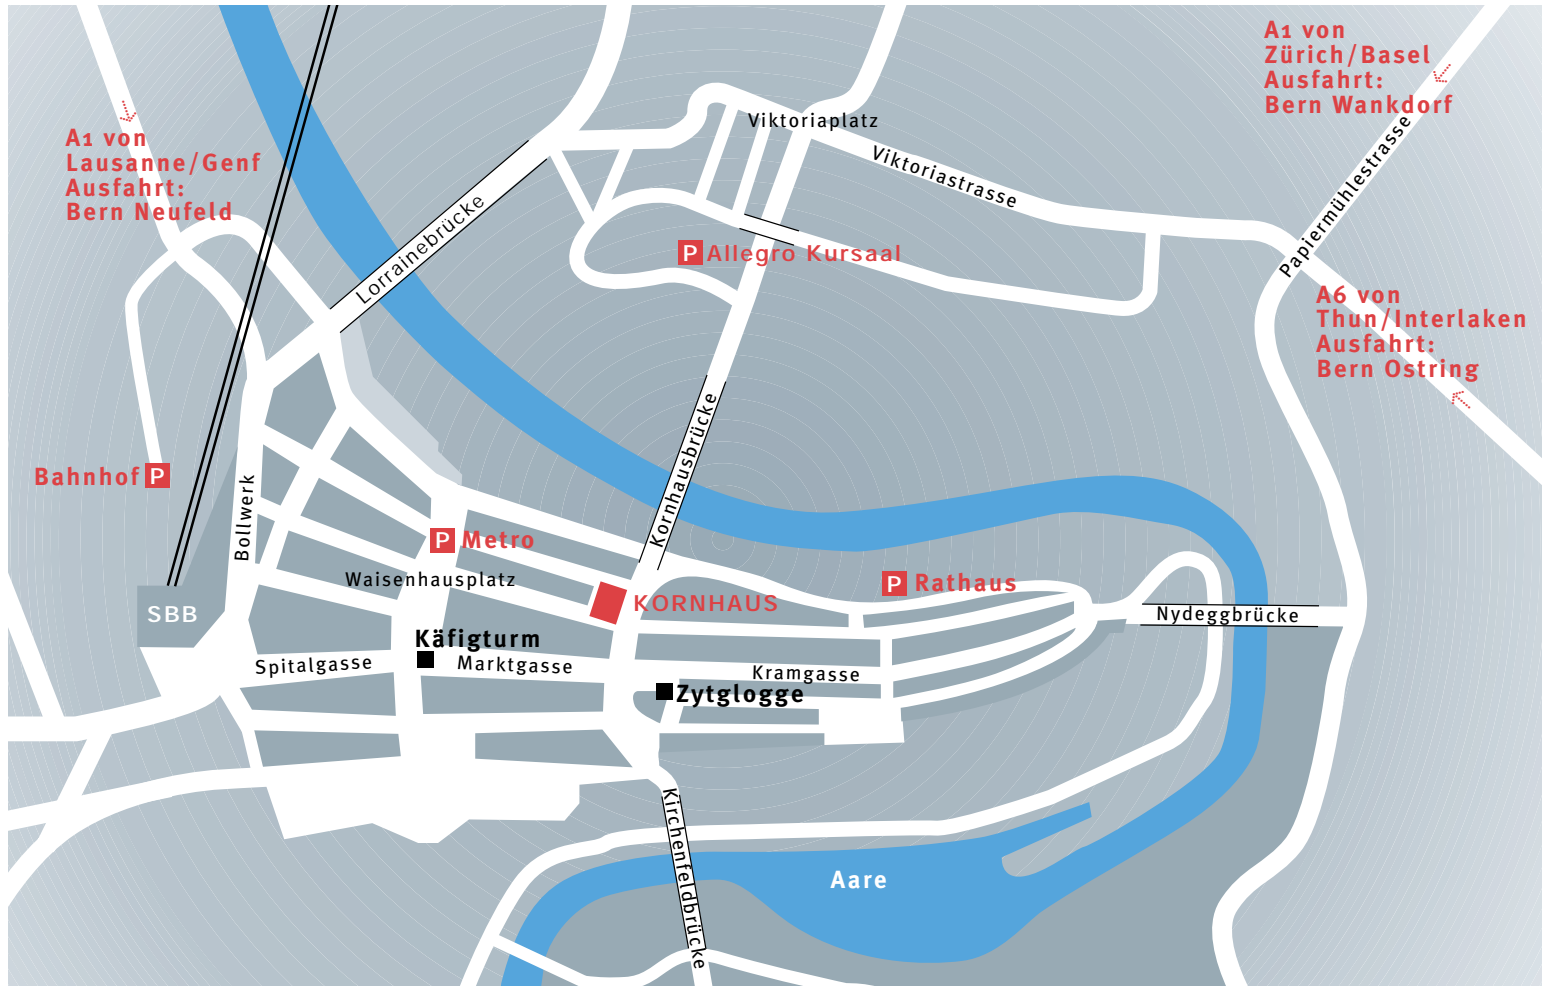 A1 von
Zürich/Basel
Ausfahrt:
Bern Wankdorf
A1 von
Lausanne/Genf
Ausfahrt:
Bern Neufeld
Viktoriaplatz
Viktoriastrasse
Papiermühlestrasse
Lorrainebrücke
P Allegro Kursaal
A6 von
Thun/Interlaken
Ausfahrt:
Bern Ostring
Kornhausbrücke
Bahnhof P
Bollwerk
P Metro
Waisenhausplatz
P Rathaus
SBB
KORNHAUS
Nydeggbrücke
Käfigturm
Spitalgasse
Marktgasse
Kramgasse
Zytglogge
Kirchenfeldbrücke
Aare